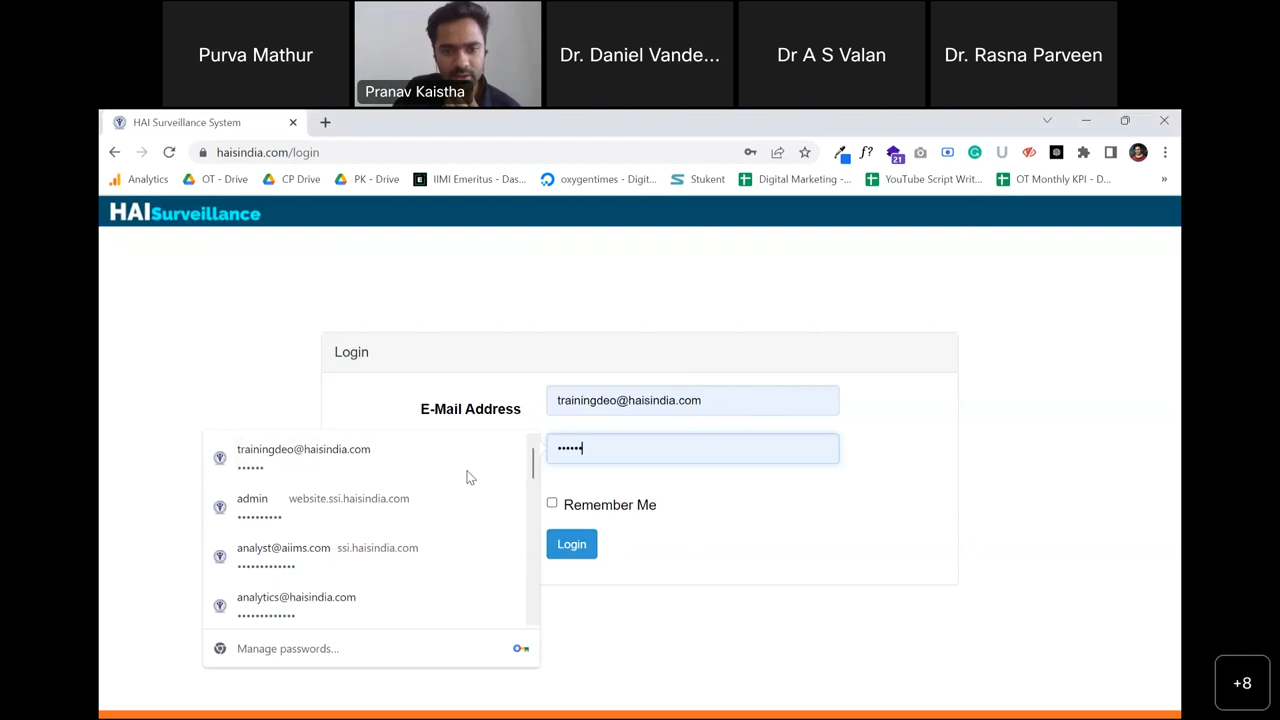 Purva Mathur
Pranav Kaistha
Dr. Daniel Vande...
Dr A S Valan
Dr. Rasna Parveen
HAI Surveillance System
haisindia.com/login
21
Analytics
OT - Drive
CP Drive
PK - Drive
IIMI Emeritus - Das...
oxygentimes - Digit...
Stukent
Digital Marketing -...
YouTube Script Writ...
OT Monthly KPI - D...
»
HAISurveillance
Login
E-Mail Address
trainingdeo@haisindia.com
••••••
trainingdeo@haisindia.com
••••••
admin website.ssi.haisindia.com
••••••••••
analyst@aiims.com ssi.haisindia.com
•••••••••••••
analytics@haisindia.com
•••••••••••••
Manage passwords...
Remember Me
Login
+8